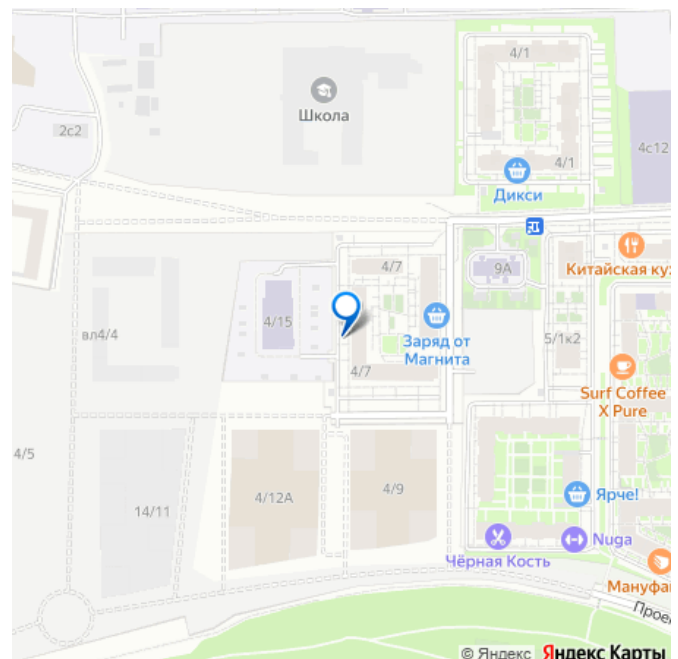 4/1
Школа
2с2
4с12
4/1
Дикси
Китайская ку
4/7
9А
4/15
вл4/4
Заряд от
Магнита
5/1к2
4/7
Surf Coffee
X Pure
4/5
4/12А
4/9
14/11
Ярче!
Nuga
Чёрная Кость
Мануфа
Прое
© Яндекс Яндекс Карты